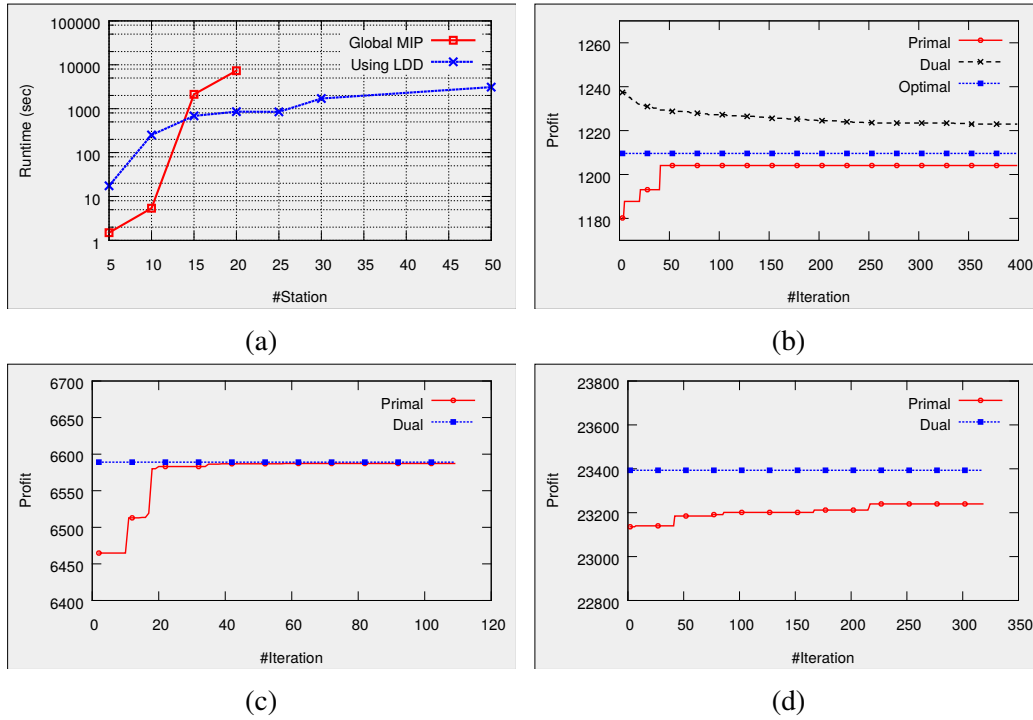 100000
10000
1000
100
10
1
Runtime (sec)
Global MIP
Using LDD
5 10 15 20 25 30 35 40 45 50
#Station
(a)
1260
1240
1220
1200
1180
Profit
Primal
Dual
Optimal
0 50 100 150 200 250 300 350 400
#Iteration
(b)
6700
6650
6600
6550
6500
6450
6400
Profit
Primal
Dual
0 20 40 60 80 100 120
#Iteration
(c)
23800
23600
23400
23200
23000
22800
Profit
Primal
Dual
0 50 100 150 200 250 300 350
#Iteration
(d)